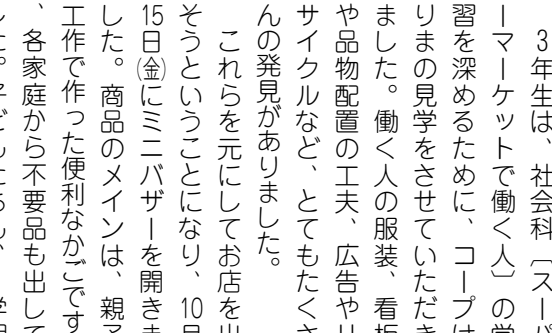 3年生は、社会科〔スーパ
ーマーケットで働く人〕の学
習を深めるために、コープは
りまの見学をさせていただき
ました。働く人の服装、看板
や品物配置の工夫、広告やリ
サイクルなど、とてもたくさ
んの発見がありました。
これらを元にしてお店を出
そうということになり、10月
15日㈮にミニバザーを開きま
した。商品のメインは、親子
工作で作った便利なかごです
、各家庭から不要品も出して